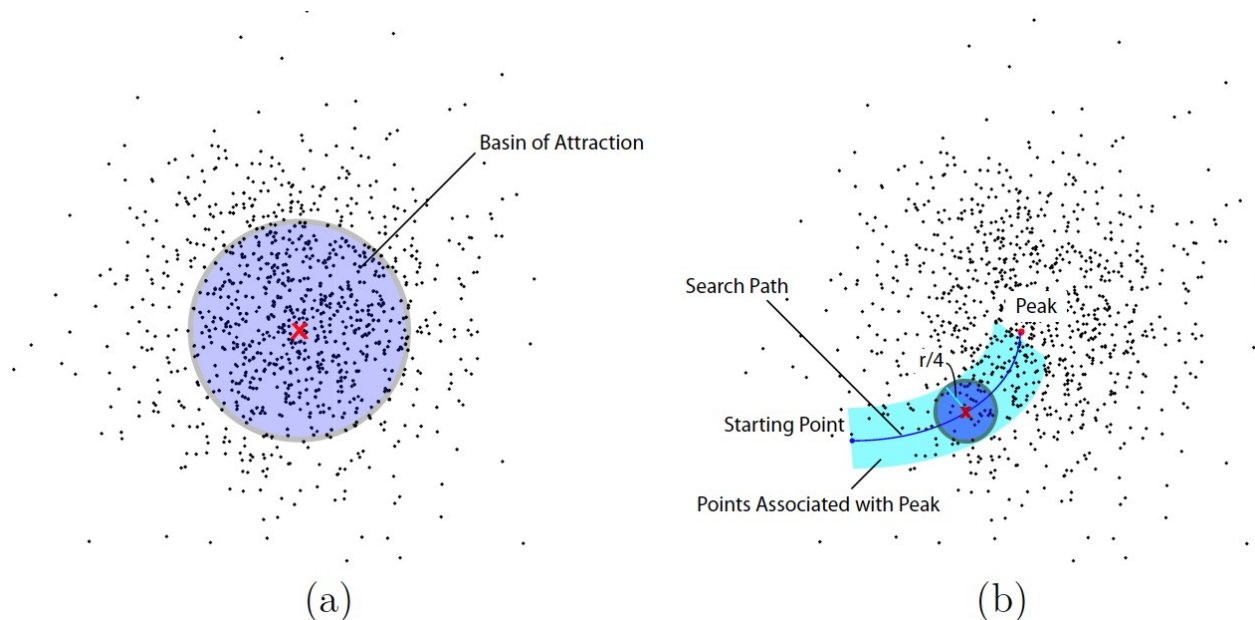 Basin of Attraction
Search Path
Peak
r/4
Starting Point
Points Associated with Peak
(a)
(b)